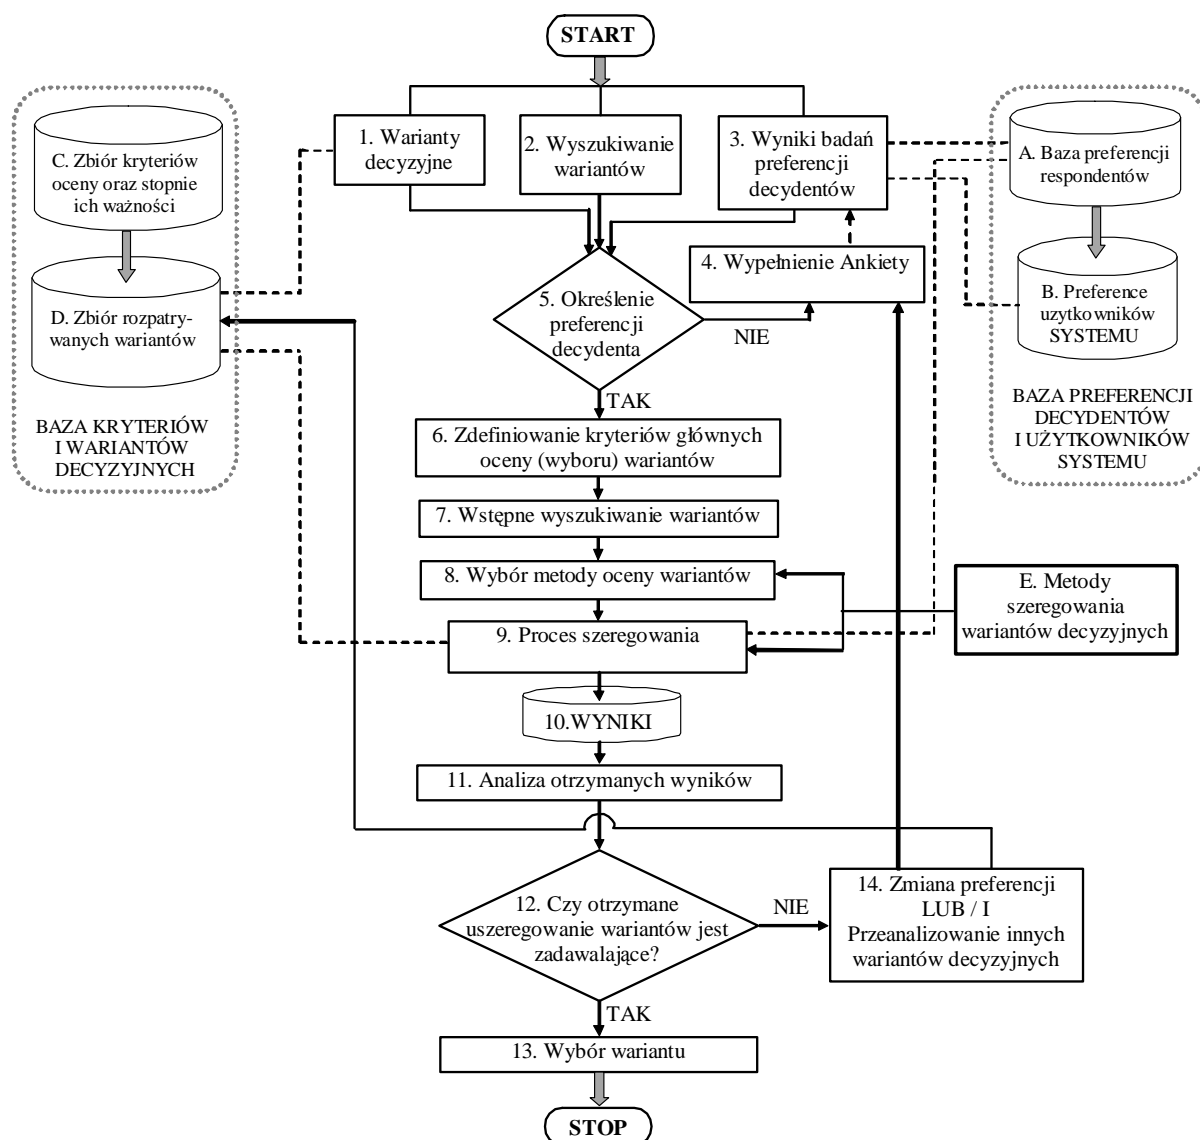 START
1. Warianty
decyzyjne
2. Wyszukiwanie
wariantów
3. Wyniki badań
preferencji
decydentów
C. Zbiór kryteriów
oceny oraz stopnie
ich ważności
A. Baza preferencji
respondentów
4. Wypełnienie Ankiety
D. Zbiór rozpatry-
wanych wariantów
5. Określenie
preferencji
decydenta
NIE
B. Preference
uzytkowników
SYSTEMU
TAK
BAZA KRYTERIÓW
I WARIANTÓW
DECYZYJNYCH
BAZA PREFERENCJI
DECYDENTÓW
I UŻYTKOWNIKÓW
SYSTEMU
6. Zdefiniowanie kryteriów głównych
oceny (wyboru) wariantów
7. Wstępne wyszukiwanie wariantów
8. Wybór metody oceny wariantów
E. Metody
szeregowania
wariantów decyzyjnych
9. Proces szeregowania
10.WYNIKI
11. Analiza otrzymanych wyników
12. Czy otrzymane
uszeregowanie wariantów jest
zadawalające?
NIE
14. Zmiana preferencji
LUB / I
Przeanalizowanie innych
wariantów decyzyjnych
TAK
13. Wybór wariantu
STOP